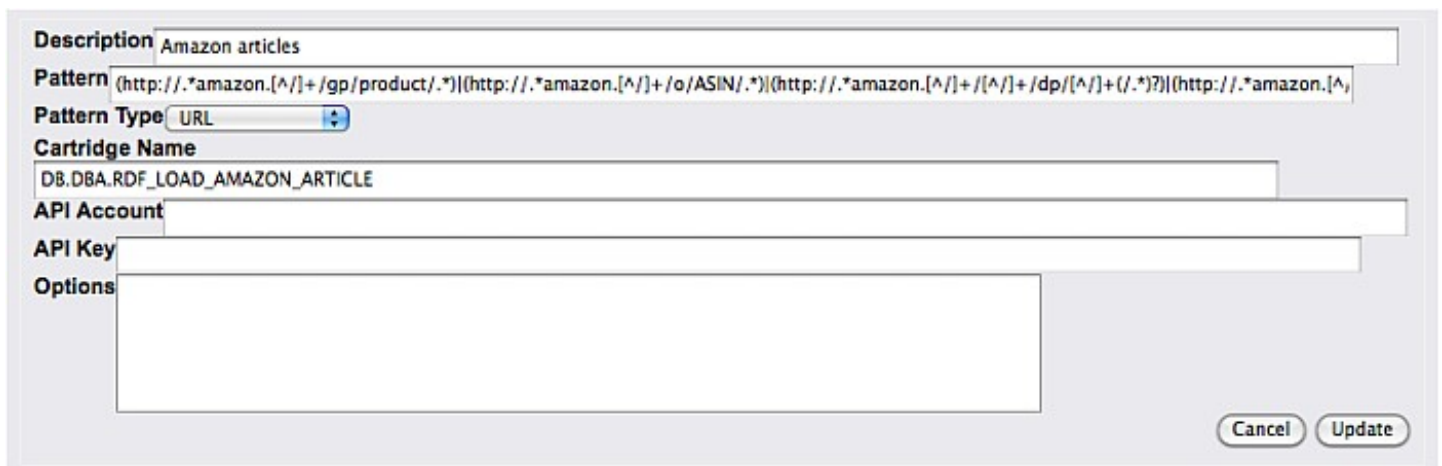 Description Amazon articles
Pattern (http://.*amazon.[^/]+/gp/product/.*)|(http://.*amazon.[^/]+/o/ASIN/.*)|(http://.*amazon.[^/]+/[^/]+/dp/[^/]+(/.*)?)|(http://.*amazon.[^/
Pattern Type URL
Cartridge Name
DB.DBA.RDF_LOAD_AMAZON_ARTICLE
API Account
API Key
Options
Cancel Update